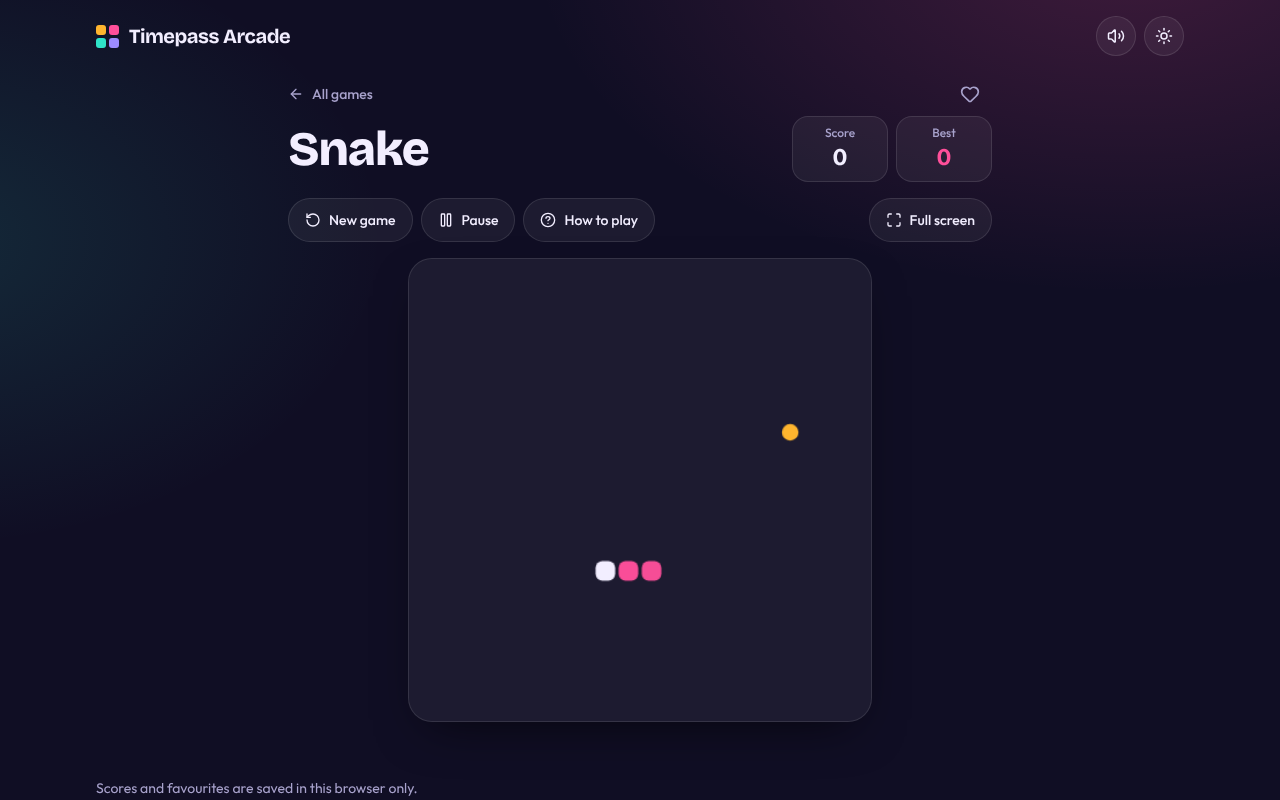 Timepass Arcade
All games
Snake
Score
0
Best
0
New game
Pause
How to play
Full screen
Scores and favourites are saved in this browser only.